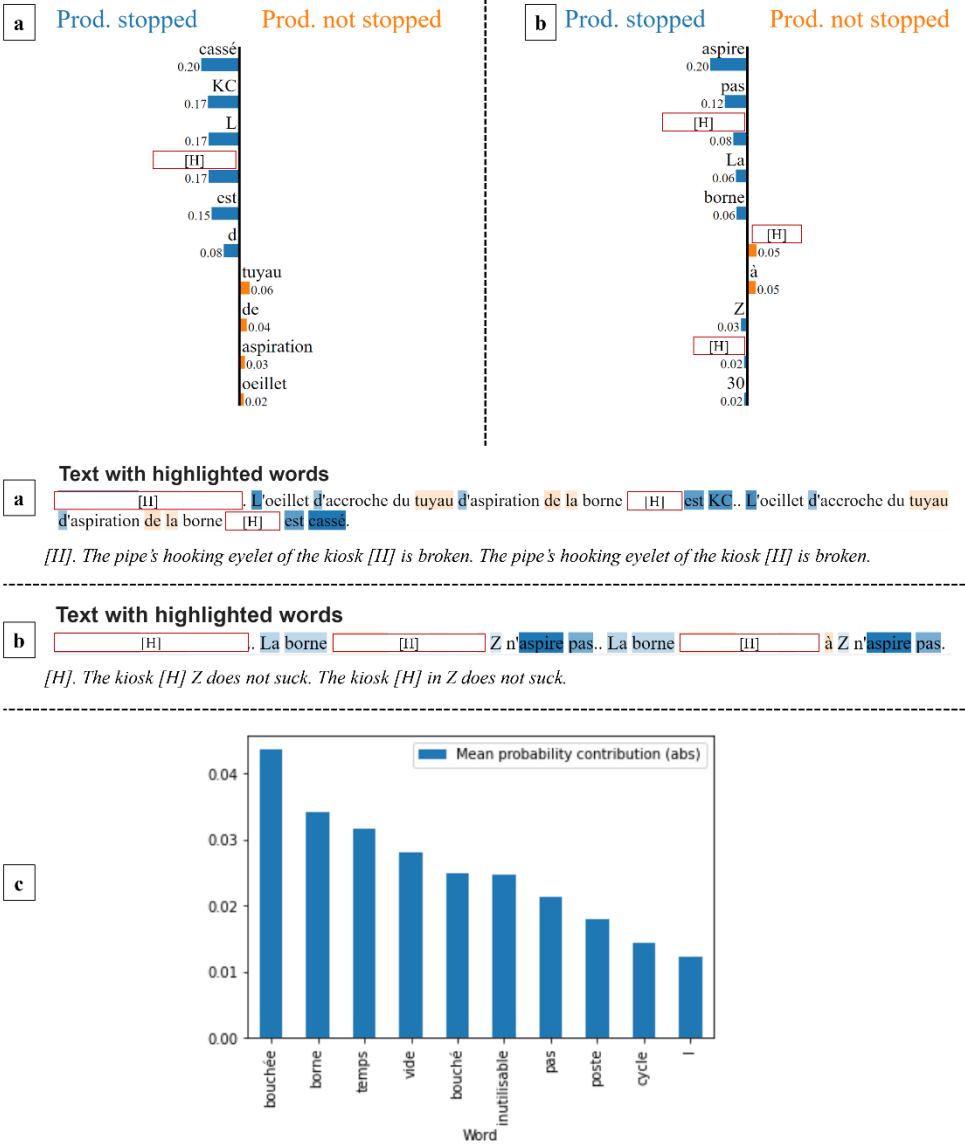 a Prod. stopped Prod. not stopped
cassé
0.20
KC
0.17
L
0.17
[H]
0.17
est
0.15
d
0.08
tuyau
0.06
de
0.04
aspiration
0.03
oeillet
0.02
b Prod. stopped Prod. not stopped
aspire
0.20
pas
0.12
[H]
0.08
La
0.06
borne
0.06
[H]
0.05
à
0.05
Z
0.03
[H]
0.02
30
0.02
Text with highlighted words
a [H]. L'oeillet d'accroche du tuyau d'aspiration de la borne [H] est KC.. L'oeillet d'accroche du tuyau
d'aspiration de la borne [H] est cassé.
[H]. The pipe's hooking eyelet of the kiosk [H] is broken. The pipe's hooking eyelet of the kiosk [H] is broken.
Text with highlighted words
b [H].. La borne [H] Z n'aspire pas.. La borne [H] à Z n'aspire pas.
[H]. The kiosk [H] Z does not suck. The kiosk [H] in Z does not suck.
c
Mean probability contribution (abs)
0.04
0.03
0.02
0.01
0.00
bouchée borne temps vide bouché inutilisable pas poste cycle l
Word